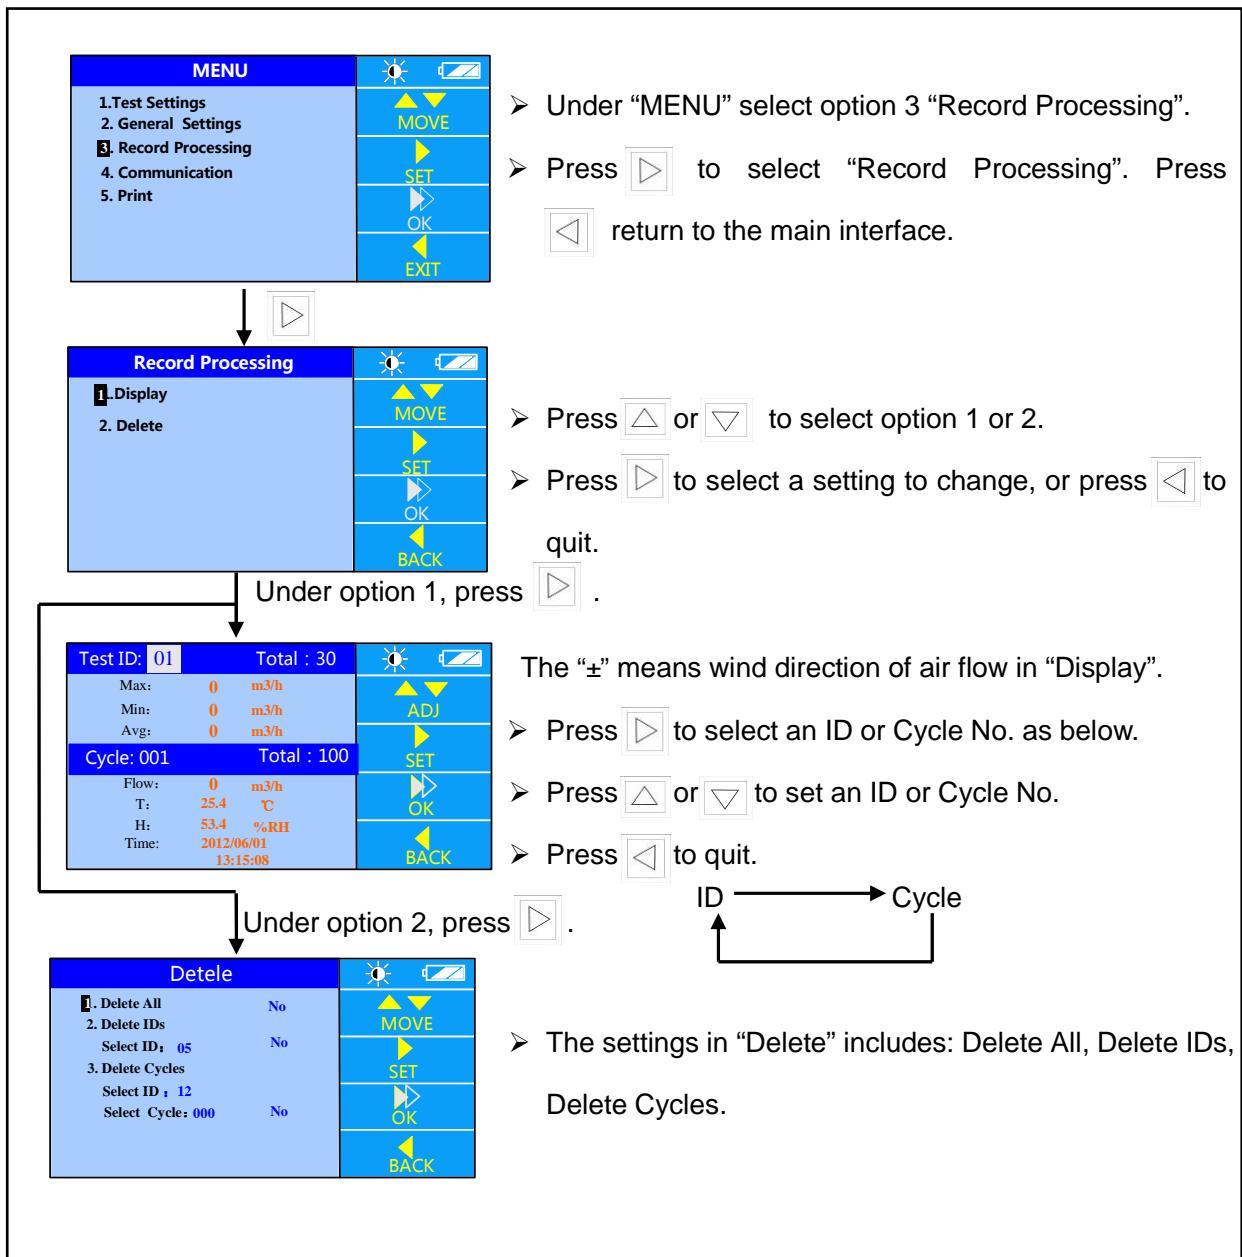 MENU
1.Test Settings
2. General Settings
3. Record Processing
4. Communication
5. Print
MOVE
SET
OK
EXIT
➢ Under “MENU” select option 3 “Record Processing”.
➢ Press ▷ to select “Record Processing”. Press
◁ return to the main interface.
▷
Record Processing
1.Display
2. Delete
MOVE
SET
OK
BACK
➢ Press △ or ▽ to select option 1 or 2.
➢ Press ▷ to select a setting to change, or press ◁ to
quit.
Under option 1, press ▷ .
Test ID: 01 Total : 30
Max: 0 m3/h
Min: 0 m3/h
Avg: 0 m3/h
Cycle: 001 Total : 100
Flow: 0 m3/h
T: 25.4 ℃
H: 53.4 %RH
Time: 2012/06/01
13:15:08
ADJ
SET
OK
BACK
The “±” means wind direction of air flow in “Display”.
➢ Press ▷ to select an ID or Cycle No. as below.
➢ Press △ or ▽ to set an ID or Cycle No.
➢ Press ◁ to quit.
ID Cycle
Under option 2, press ▷ .
Detele
1. Delete All No
2. Delete IDs
Select ID: 05 No
3. Delete Cycles
Select ID : 12
Select Cycle: 000 No
MOVE
SET
OK
BACK
➢ The settings in “Delete” includes: Delete All, Delete IDs,
Delete Cycles.